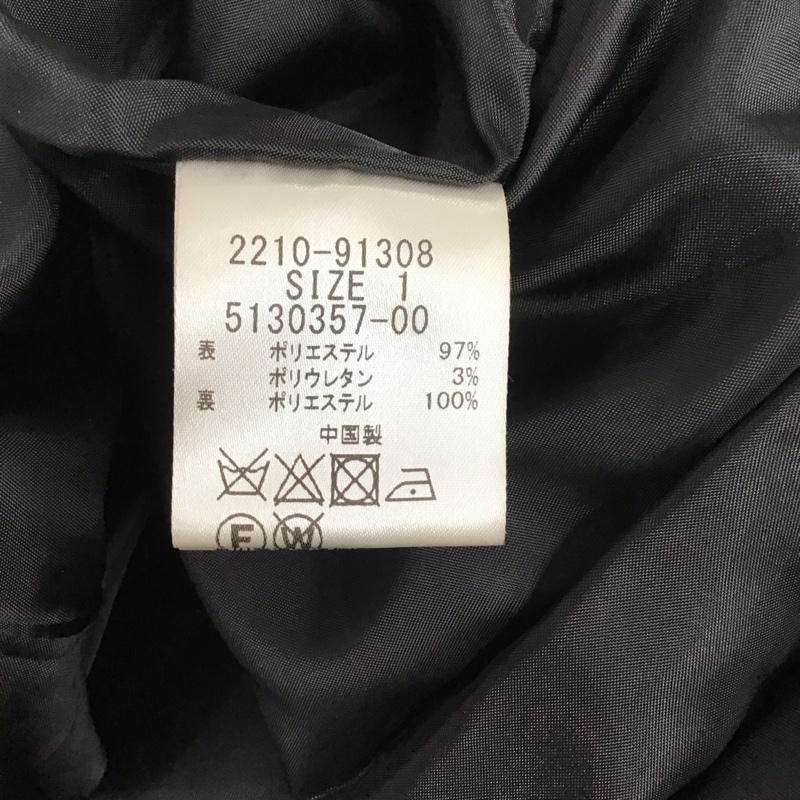 2210-91308
SIZE 1
5130357-00
表 ポリエステル 97%
ポリウレタン 3%
裏 ポリエステル 100%
中国製
F W